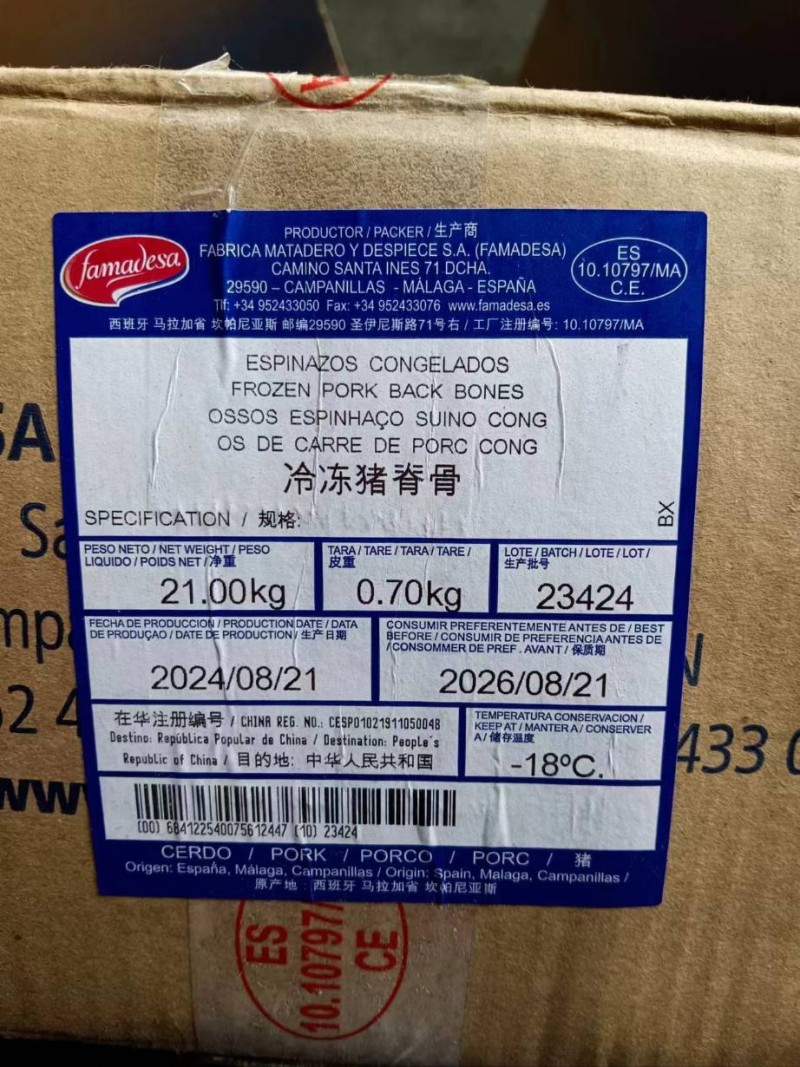 PRODUCTOR / PACKER / 生产商
famadesa
FABRICA MATADERO Y DESPIECE S.A. (FAMADESA)
CAMINO SANTA INES 71 DCHA.
29590 – CAMPANILLAS - MÁLAGA - ESPAÑA
Tlf: +34 952433050 Fax: +34 952433076 www.famadesa.es
ES
10.10797/MA
C.E.
西班牙 马拉加省 坎帕尼亚斯 邮编29590 圣伊尼斯路71号右 / 工厂注册编号: 10.10797/MA
ESPINAZOS CONGELADOS
FROZEN PORK BACK BONES
OSSOS ESPINHAÇO SUINO CONG
OS DE CARRE DE PORC CONG
冷冻猪脊骨
SPECIFICATION / 规格:
BX
PESO NETO / NET WEIGHT / PESO
LIQUIDO / POIDS NET / 净重
21.00kg
TARA / TARE / TARA / TARE /
皮重
0.70kg
LOTE / BATCH / LOTE / LOT /
生产批号
23424
FECHA DE PRODUCCION / PRODUCTION DATE / DATA
DE PRODUÇAO / DATE DE PRODUCTION / 生产日期
2024/08/21
CONSUMIR PREFERENTEMENTE ANTES DE / BEST
BEFORE / CONSUMIR DE PREFERENCIA ANTES DE
/ CONSOMMER DE PREF . AVANT / 保质期
2026/08/21
在华注册编号 / CHINA REG. NO.: CESP01021911050048
Destino: República Popular de China / Destination: People's
Republic of China / 目的地: 中华人民共和国
TEMPERATURA CONSERVACION /
KEEP AT / MANTER A / CONSERVER
A / 储存温度
-18ºC.
(00) 684122540075612447 (10) 23424
CERDO / PORK / PORCO / PORC / 猪
Origen: España, Málaga, Campanillas / Origin: Spain, Malaga, Campanillas /
原产地 : 西班牙 马拉加省 坎帕尼亚斯
ES
10.10797/
CE
SA
Sa
mpa
52 4
433 0
www